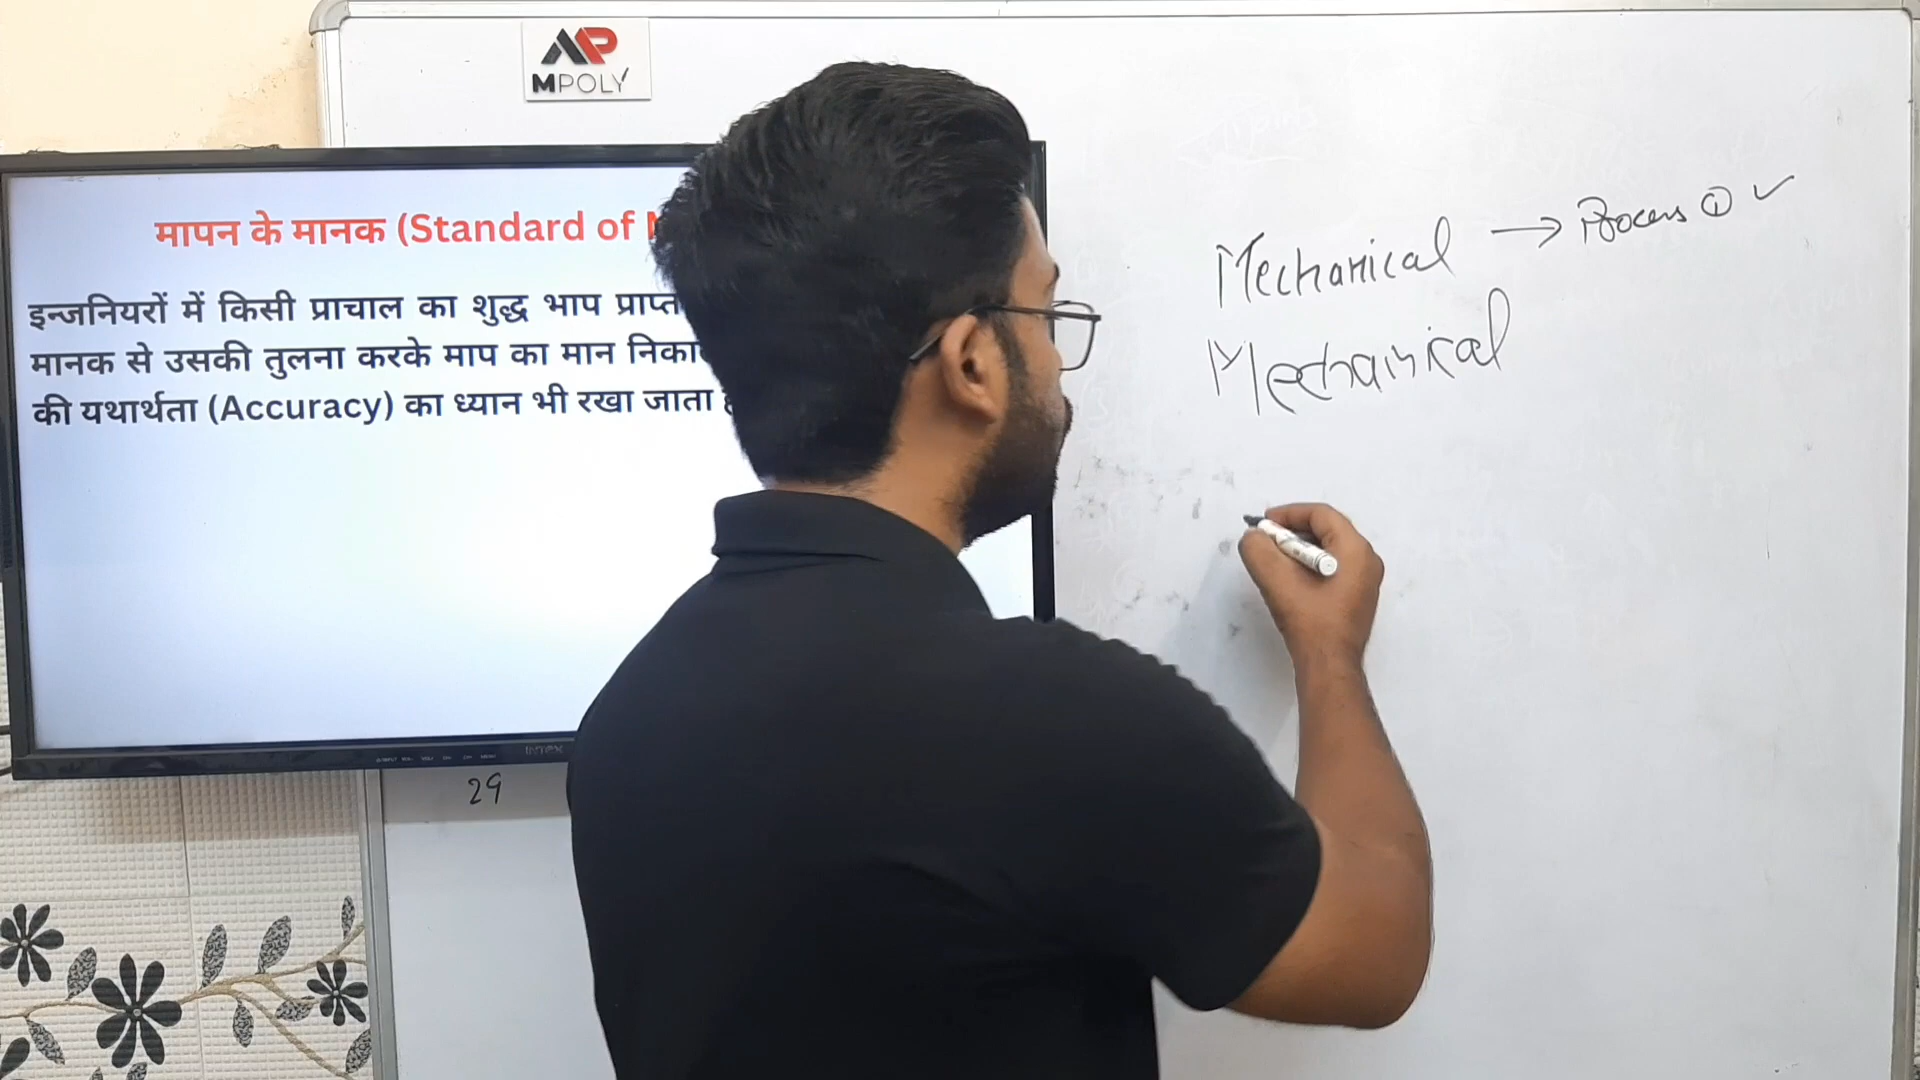 MPOLY
मापन के मानक (Standard of
इन्जनियरों में किसी प्राचाल का शुद्ध भाप प्राप्त
मानक से उसकी तुलना करके माप का मान
की यथार्थता (Accuracy) का ध्यान भी रखा जाता
INTEX
29
Mechanical → Process ① ✓
Mechanical